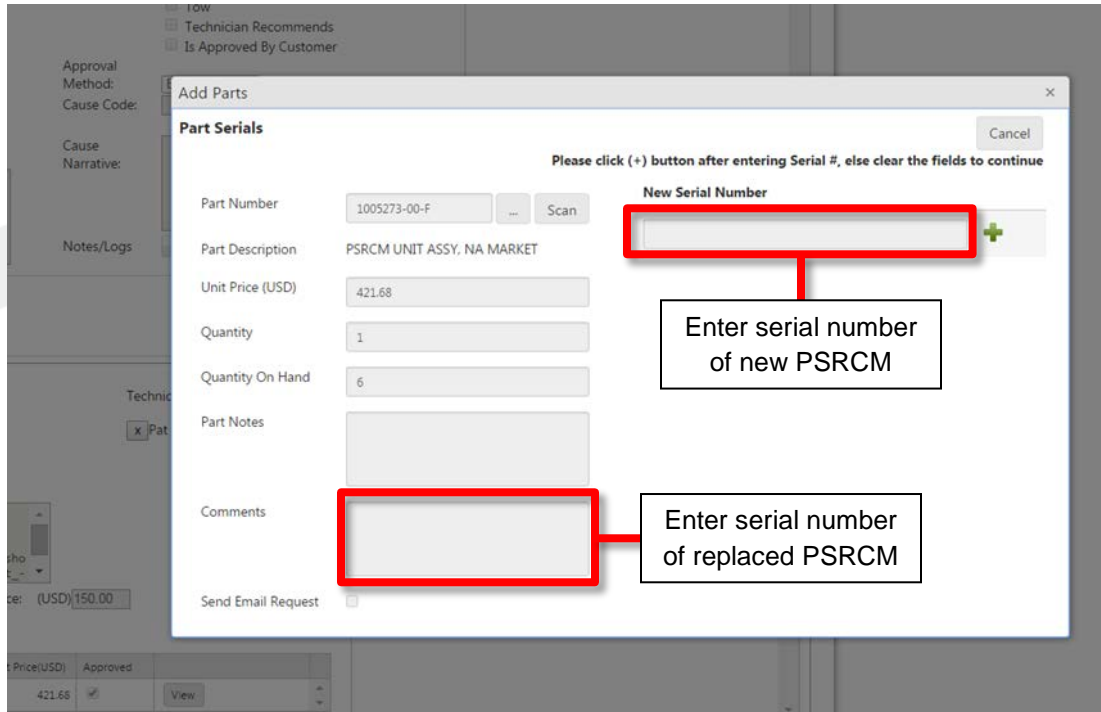 Tow
Technician Recommends
Is Approved By Customer
Approval
Method:
Cause Code:
Cause
Narrative:
Notes/Logs
Add Parts
×
Part Serials
Cancel
Please click (+) button after entering Serial #, else clear the fields to continue
New Serial Number
Part Number
1005273-00-F
...
Scan
Part Description
PSRCM UNIT ASSY, NA MARKET
Unit Price (USD)
421.68
Enter serial number
of new PSRCM
Quantity
1
Quantity On Hand
6
Part Notes
x Pat
Comments
Enter serial number
of replaced PSRCM
Send Email Request
(USD) 150.00
Price(USD)
Approved
421.68
View